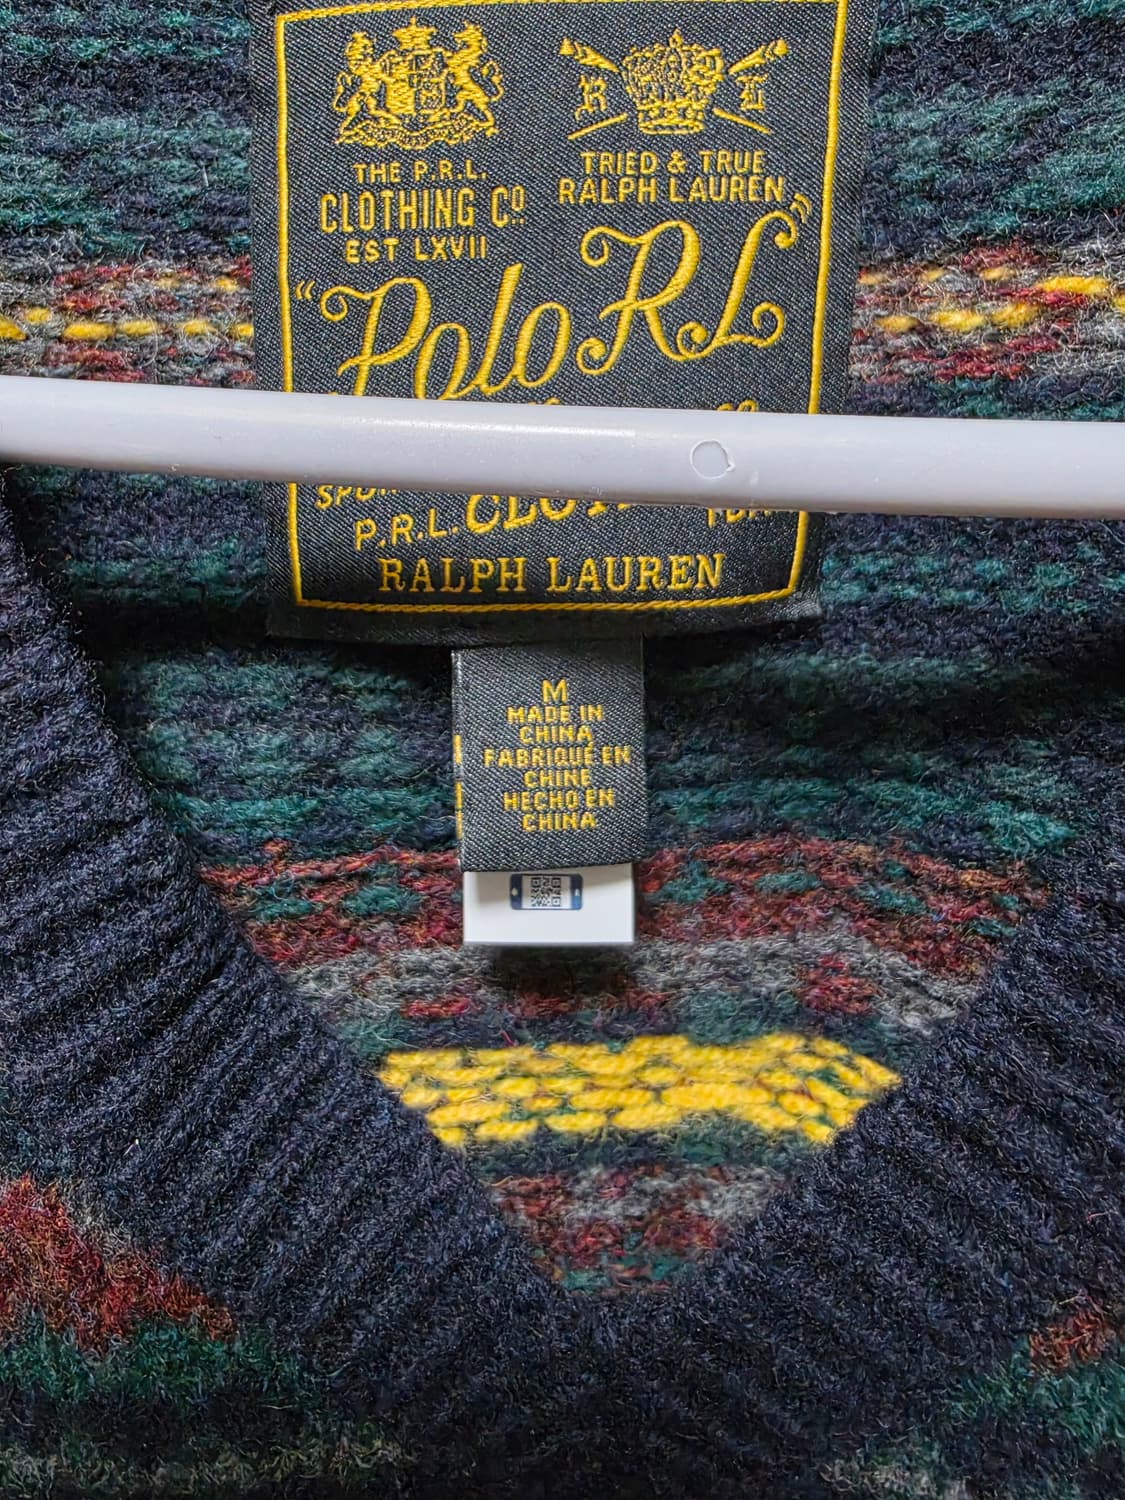 THE P.R.L.
CLOTHING Cº
EST LXVII
R L
TRIED & TRUE
RALPH LAUREN
"Polo RL"
P.R.L.
RALPH LAUREN
M
MADE IN
CHINA
FABRIQUÉ EN
CHINE
HECHO EN
CHINA